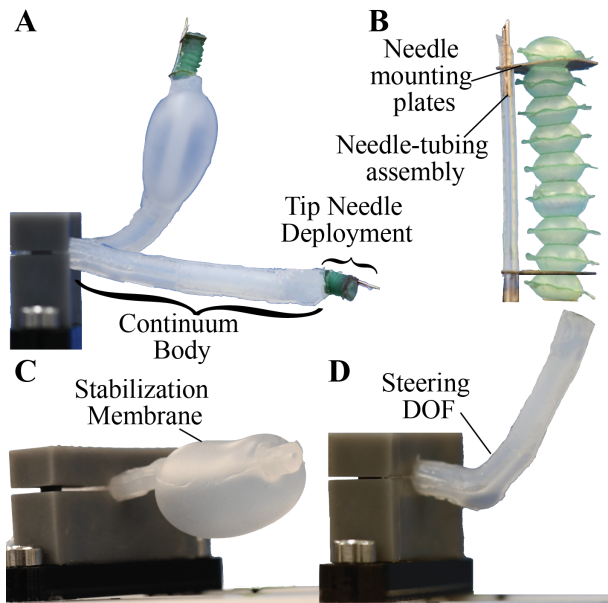 A
B
Needle
mounting
plates
Needle-tubing
assembly
Tip Needle
Deployment
Continuum
Body
C
Stabilization
Membrane
D
Steering
DOF